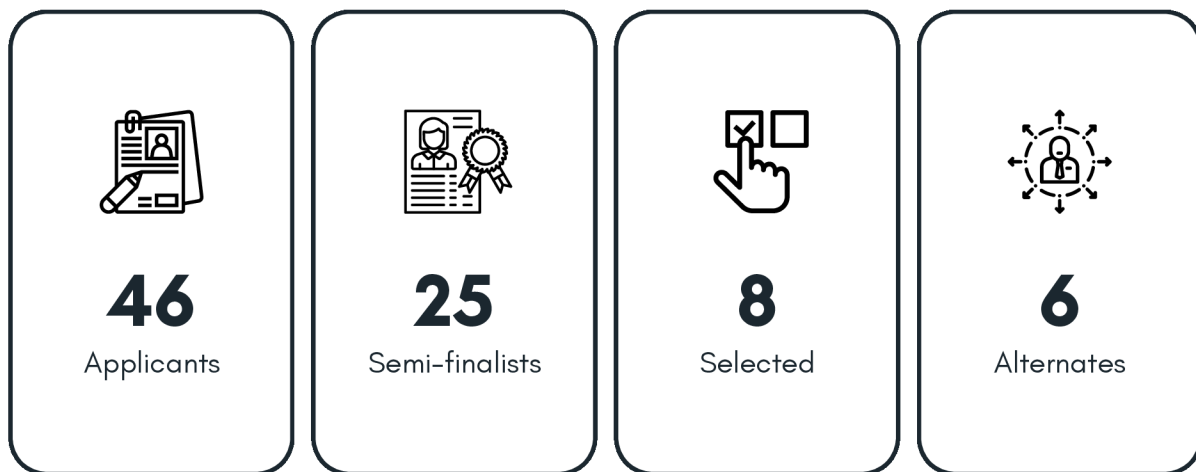 46
Applicants
25
Semi-finalists
8
Selected
6
Alternates